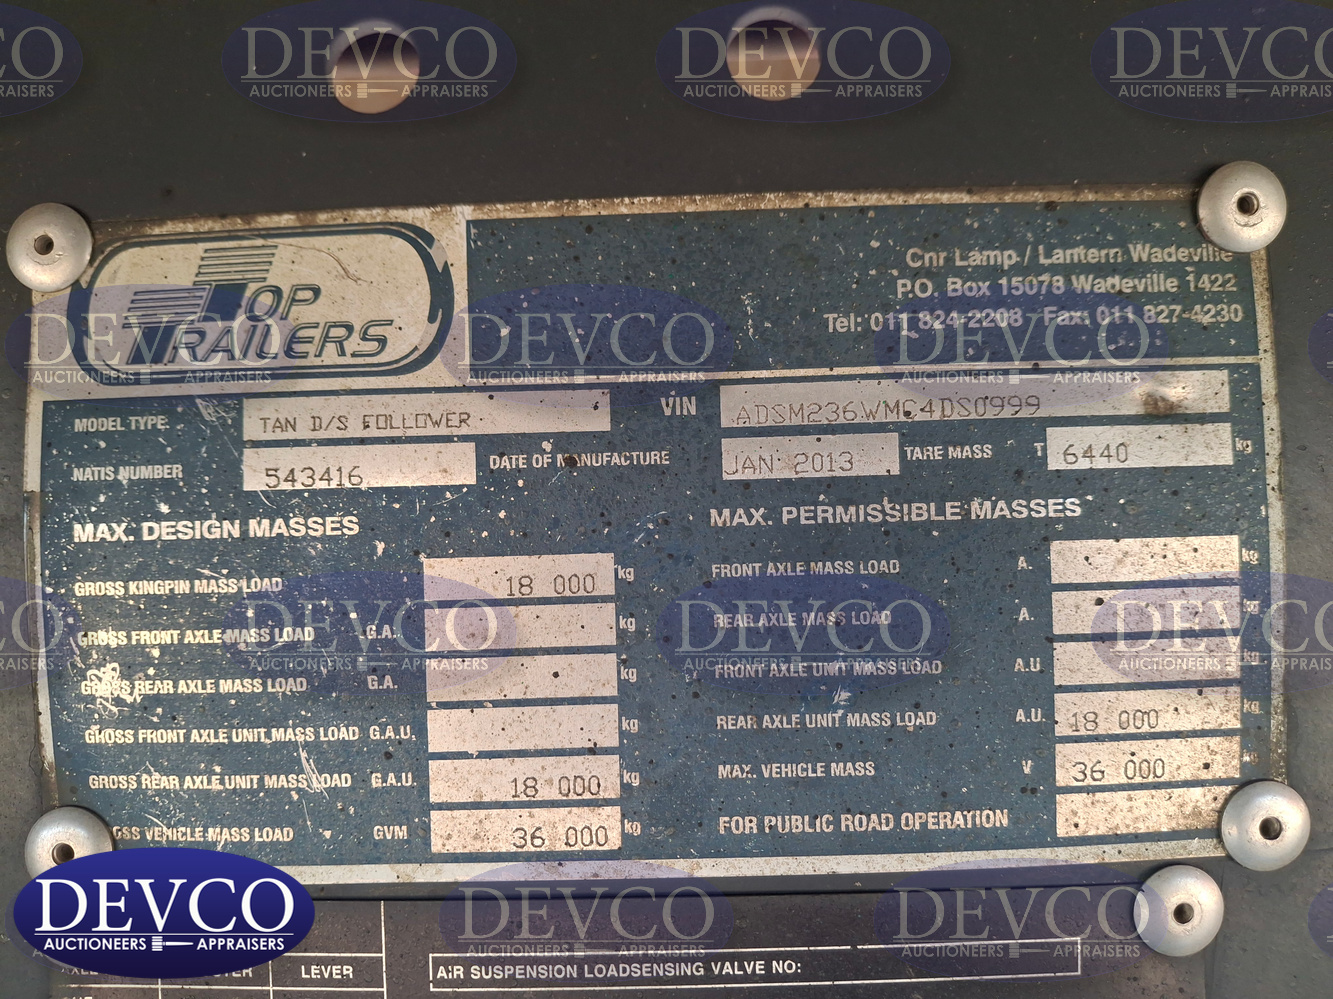 TOP TRAILERS
Cnr Lamp / Lantern Wadeville
P.O. Box 15078 Wadeville 1422
Tel: 011 824-2208 Fax: 011 827-4230
MODEL TYPE TAN D/S FOLLOWER VIN ADSM236WMC4DS0999
NATIS NUMBER 543416 DATE OF MANUFACTURE JAN 2013 TARE MASS T 6440 kg
MAX. DESIGN MASSES
GROSS KINGPIN MASS LOAD 18 000 kg
GROSS FRONT AXLE MASS LOAD G.A. kg
GROSS REAR AXLE MASS LOAD G.A. kg
GROSS FRONT AXLE UNIT MASS LOAD G.A.U. kg
GROSS REAR AXLE UNIT MASS LOAD G.A.U. 18 000 kg
GROSS VEHICLE MASS LOAD GVM 36 000 kg
MAX. PERMISSIBLE MASSES
FRONT AXLE MASS LOAD A. kg
REAR AXLE MASS LOAD A. kg
FRONT AXLE UNIT MASS LOAD A.U kg
REAR AXLE UNIT MASS LOAD A.U. 18 000 kg
MAX. VEHICLE MASS V 36 000 kg
FOR PUBLIC ROAD OPERATION
DEVCO
AUCTIONEERS APPRAISERS
LEVER
AIR SUSPENSION LOADSENSING VALVE NO: